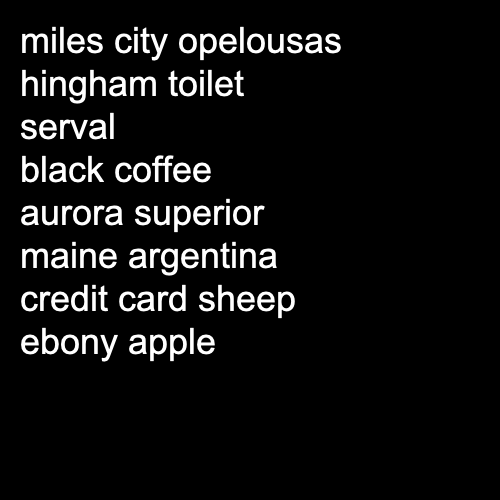 miles city opelousas
hingham toilet
serval
black coffee
aurora superior
maine argentina
credit card sheep
ebony apple